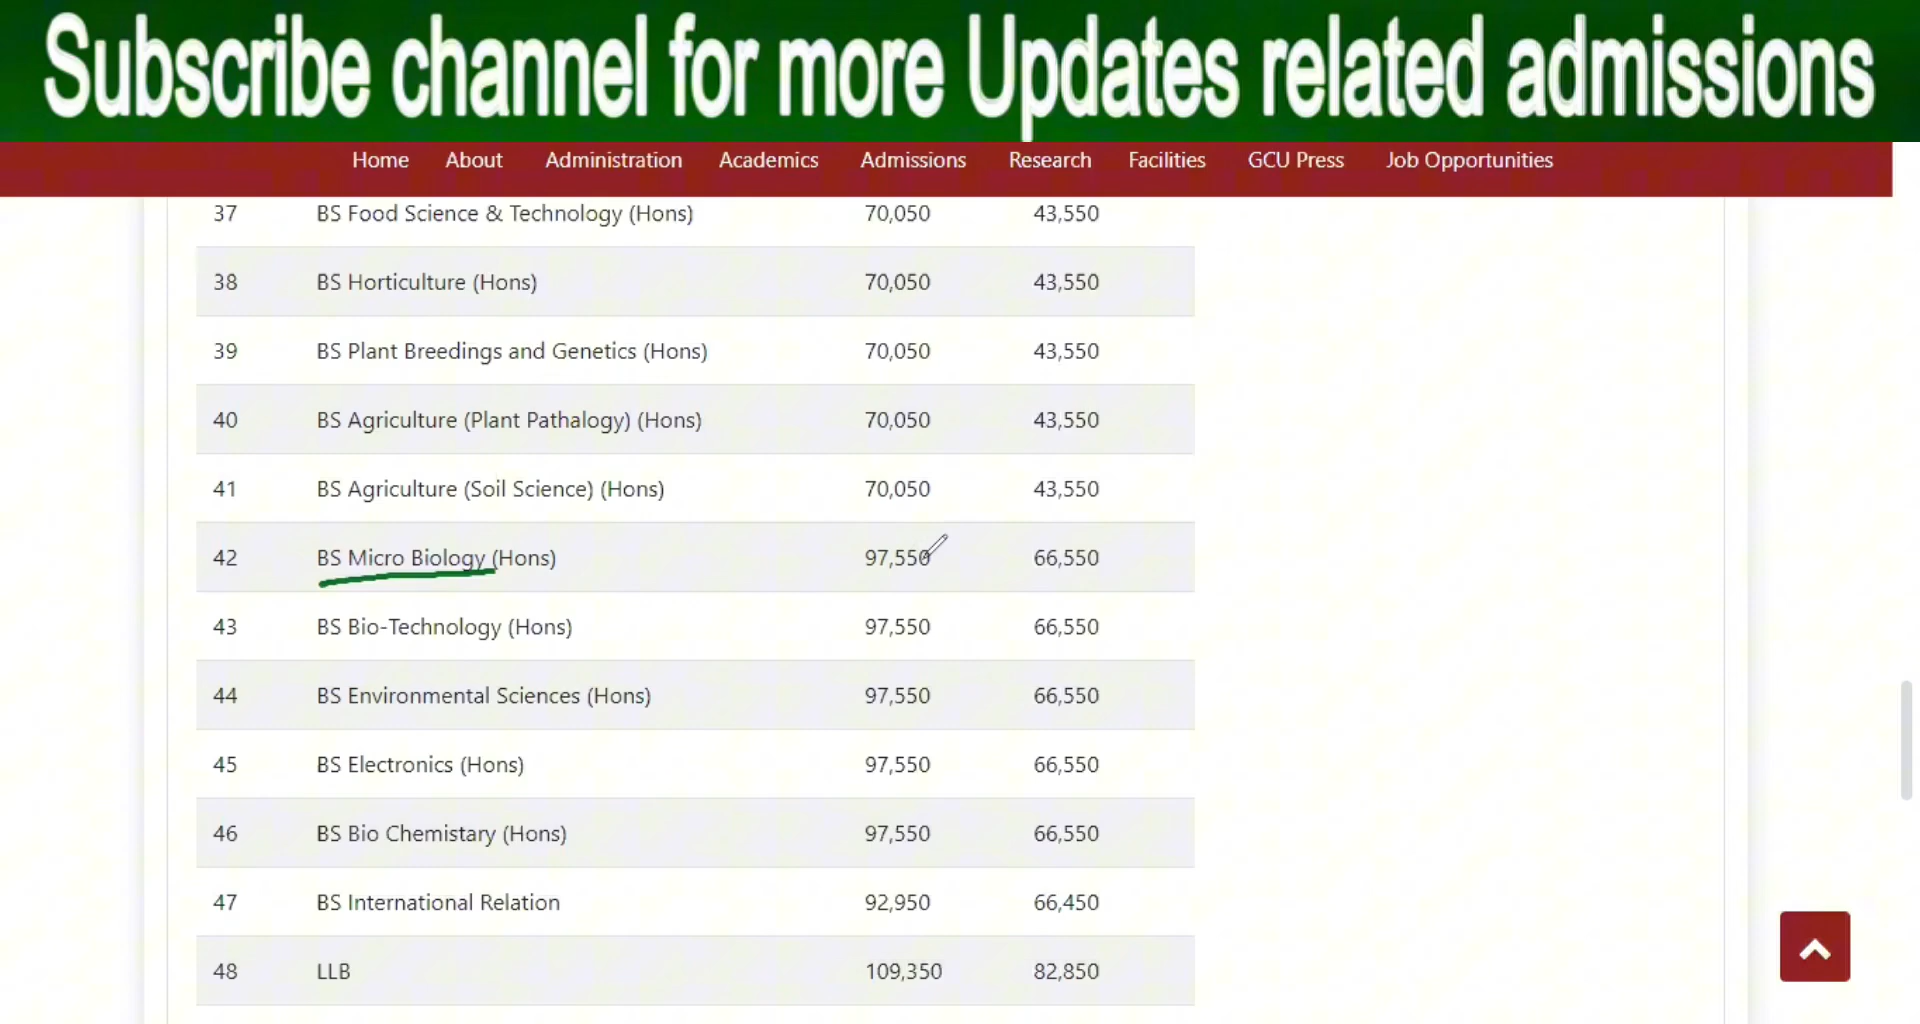 Subscribe channel for more Updates related admissions
Home About Administration Academics Admissions Research Facilities GCU Press Job Opportunities
37 BS Food Science & Technology (Hons) 70,050 43,550
38 BS Horticulture (Hons) 70,050 43,550
39 BS Plant Breedings and Genetics (Hons) 70,050 43,550
40 BS Agriculture (Plant Pathalogy) (Hons) 70,050 43,550
41 BS Agriculture (Soil Science) (Hons) 70,050 43,550
42 BS Micro Biology (Hons) 97,550 66,550
43 BS Bio-Technology (Hons) 97,550 66,550
44 BS Environmental Sciences (Hons) 97,550 66,550
45 BS Electronics (Hons) 97,550 66,550
46 BS Bio Chemistary (Hons) 97,550 66,550
47 BS International Relation 92,950 66,450
48 LLB 109,350 82,850